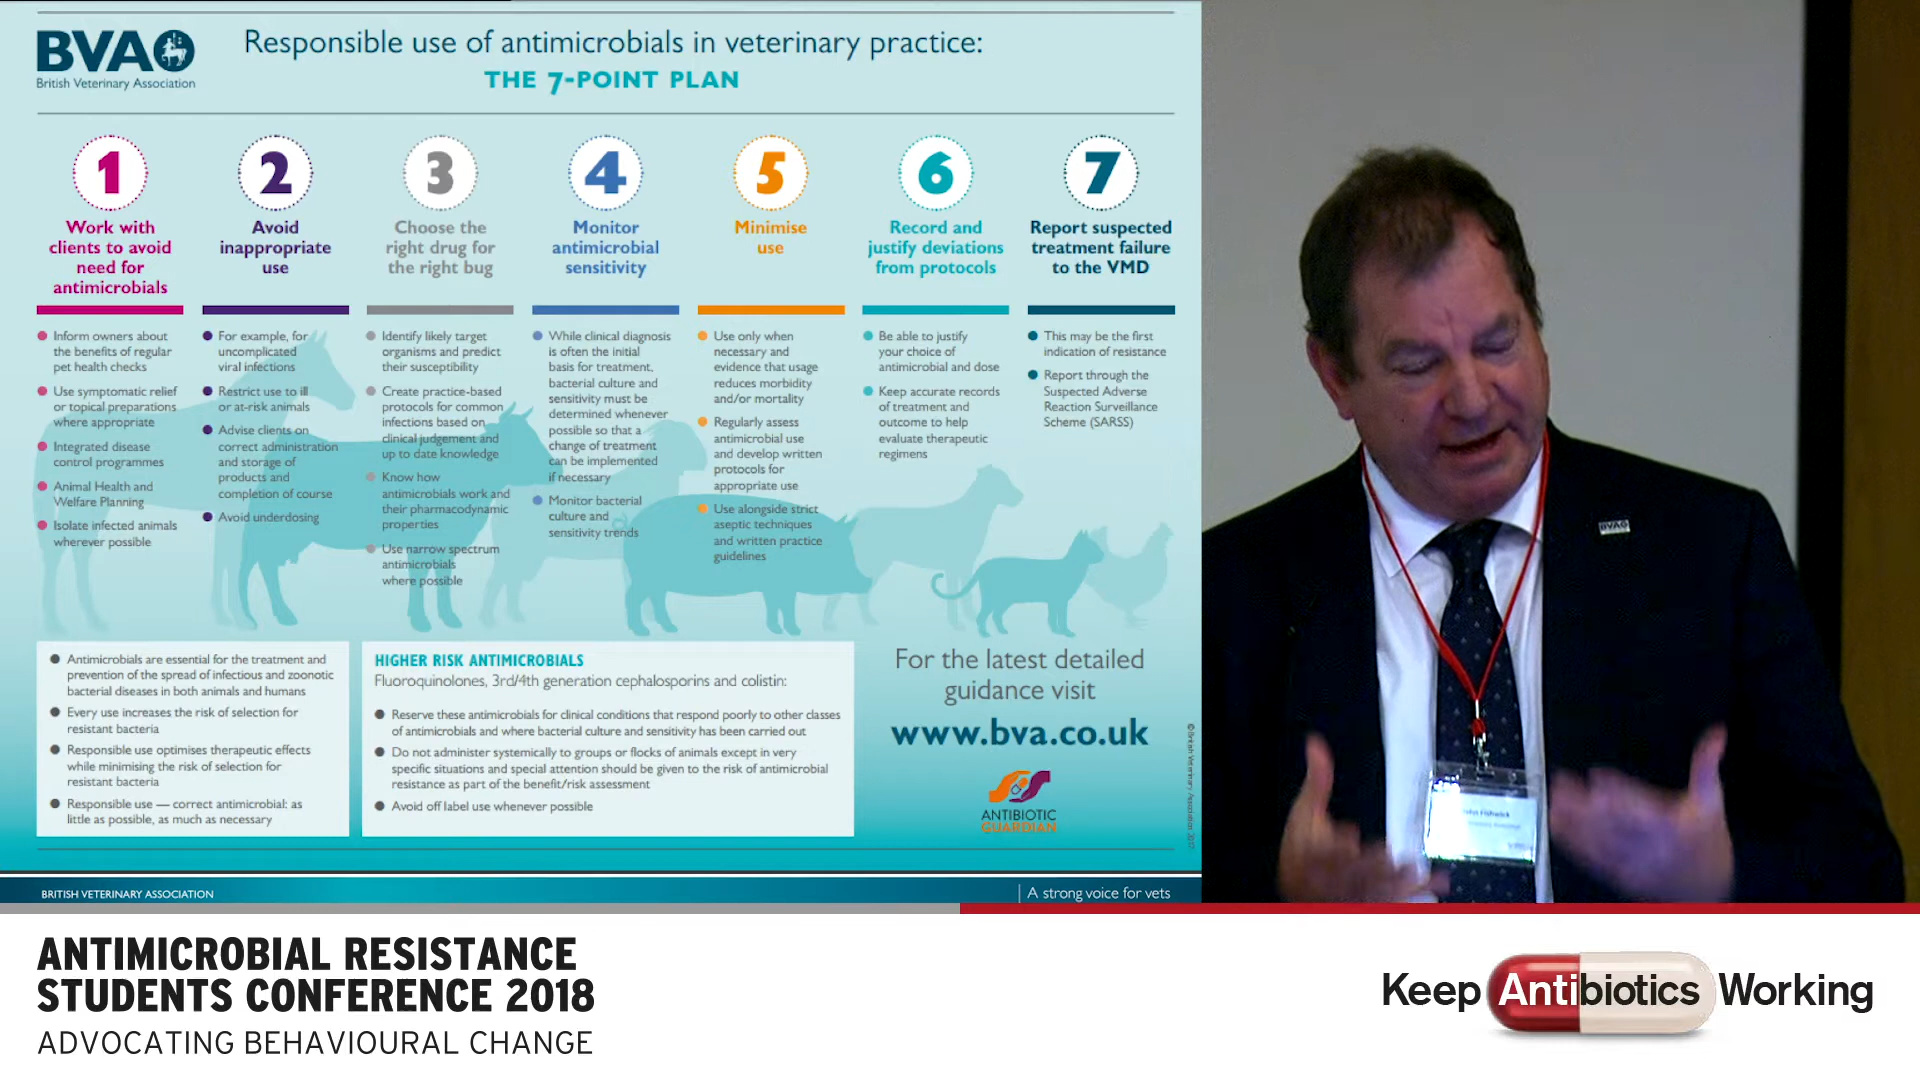 BVA
British Veterinary Association
Responsible use of antimicrobials in veterinary practice:
THE 7-POINT PLAN
1
Work with
clients to avoid
need for
antimicrobials
Inform owners about
the benefits of regular
pet health checks
Use symptomatic relief
or topical preparations
where appropriate
Integrated disease
control programmes
Animal Health and
Welfare Planning
Isolate infected animals
wherever possible
2
Avoid
inappropriate
use
For example, for
uncomplicated
viral infections
Restrict use to ill
or at-risk animals
Advise clients on
correct administration
and storage of
products and
completion of course
Avoid underdosing
3
Choose the
right drug for
the right bug
Identify likely target
organisms and predict
their susceptibility
Create practice-based
protocols for common
infections based on
clinical judgement and
up to date knowledge
Know how
antimicrobials work and
their pharmacodynamic
properties
Use narrow spectrum
antimicrobials
where possible
4
Monitor
antimicrobial
sensitivity
While clinical diagnosis
is often the initial
basis for treatment,
bacterial culture and
sensitivity must be
determined whenever
possible so that a
change of treatment
can be implemented
if necessary
Monitor bacterial
culture and
sensitivity trends
5
Minimise
use
Use only when
necessary and
evidence that usage
reduces morbidity
and/or mortality
Regularly assess
antimicrobial use
and develop written
protocols for
appropriate use
Use alongside strict
aseptic techniques
and written practice
guidelines
6
Record and
justify deviations
from protocols
Be able to justify
your choice of
antimicrobial and dose
Keep accurate records
of treatment and
outcome to help
evaluate therapeutic
regimens
7
Report suspected
treatment failure
to the VMD
This may be the first
indication of resistance
Report through the
Suspected Adverse
Reaction Surveillance
Scheme (SARSS)
Antimicrobials are essential for the treatment and
prevention of the spread of infectious and zoonotic
bacterial diseases in both animals and humans
Every use increases the risk of selection for
resistant bacteria
Responsible use optimises therapeutic effects
while minimising the risk of selection for
resistant bacteria
Responsible use — correct antimicrobial: as
little as possible, as much as necessary
HIGHER RISK ANTIMICROBIALS
Fluoroquinolones, 3rd/4th generation cephalosporins and colistin:
Reserve these antimicrobials for clinical conditions that respond poorly to other classes
of antimicrobials and where bacterial culture and sensitivity has been carried out
Do not administer systemically to groups or flocks of animals except in very
specific situations and special attention should be given to the risk of antimicrobial
resistance as part of the benefit/risk assessment
Avoid off label use whenever possible
For the latest detailed
guidance visit
www.bva.co.uk
ANTIBIOTIC
GUARDIAN
BRITISH VETERINARY ASSOCIATION
A strong voice for vets
BVA
Fishwick
ANTIMICROBIAL RESISTANCE
STUDENTS CONFERENCE 2018
ADVOCATING BEHAVIOURAL CHANGE
Keep Antibiotics Working